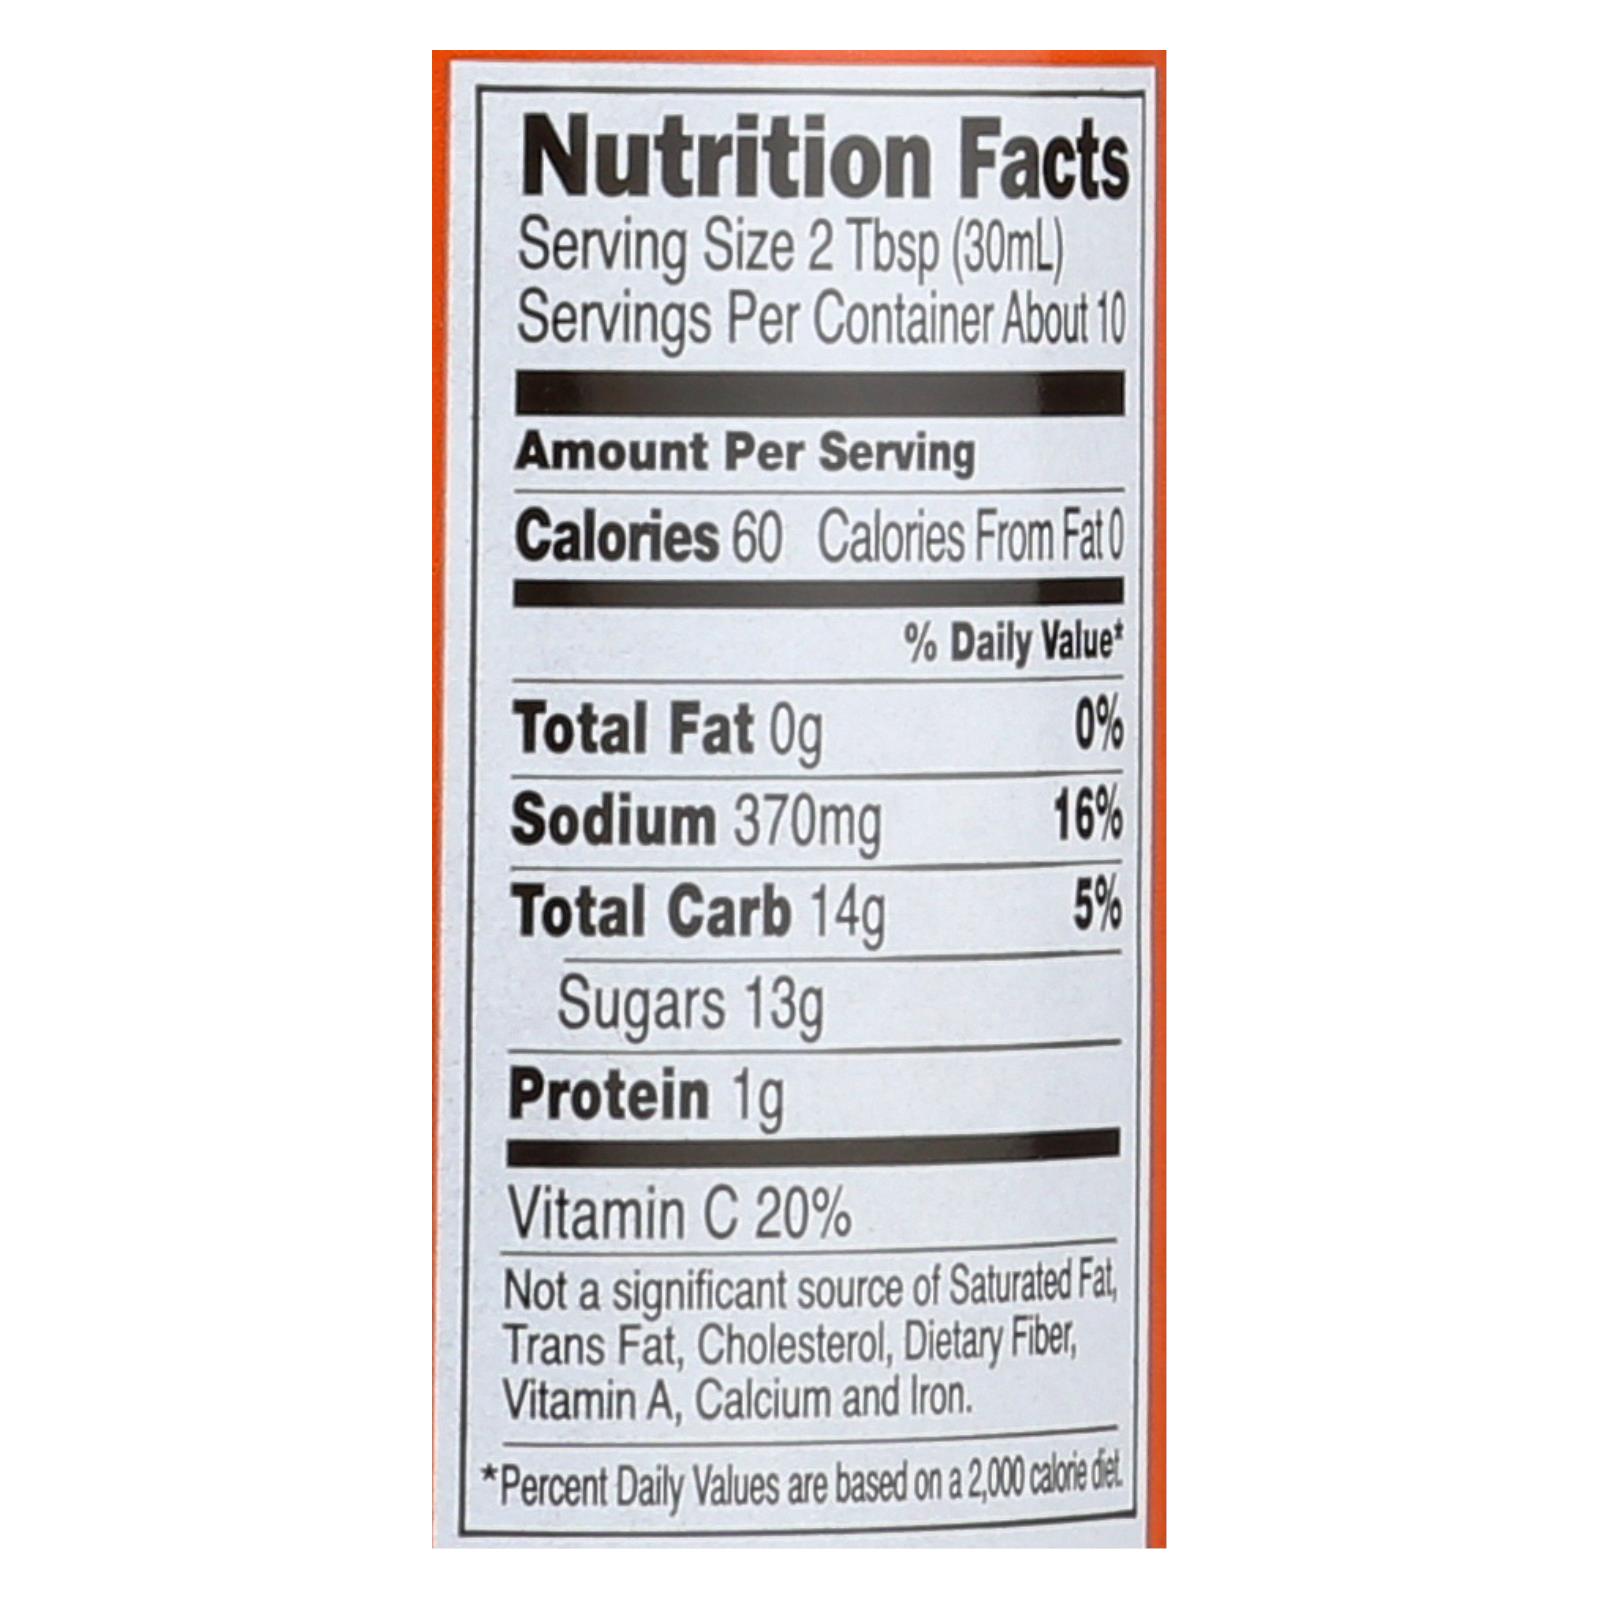 Nutrition Facts
Serving Size 2 Tbsp (30mL)
Servings Per Container About 10
Amount Per Serving
Calories 60 Calories From Fat 0
% Daily Value*
Total Fat 0g 0%
Sodium 370mg 16%
Total Carb 14g 5%
Sugars 13g
Protein 1g
Vitamin C 20%
Not a significant source of Saturated Fat,
Trans Fat, Cholesterol, Dietary Fiber,
Vitamin A, Calcium and Iron.
*Percent Daily Values are based on a 2,000 calorie diet.